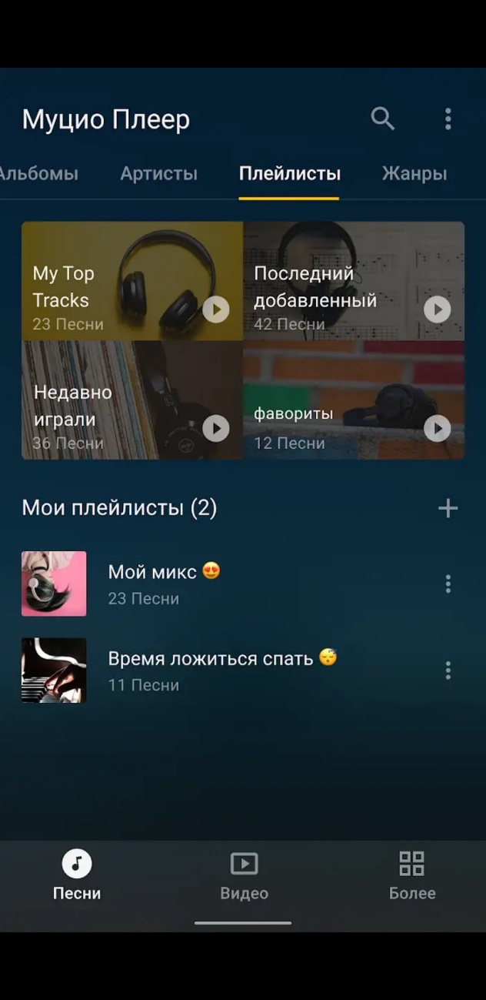 Муцио Плеер
Альбомы Артисты Плейлисты Жанры
My Top
Tracks
23 Песни
Последний
добавленный
42 Песни
Недавно
играли
36 Песни
фавориты
12 Песни
Мои плейлисты (2)
Мой микс 😍
23 Песни
Время ложиться спать 😴
11 Песни
Песни Видео Более